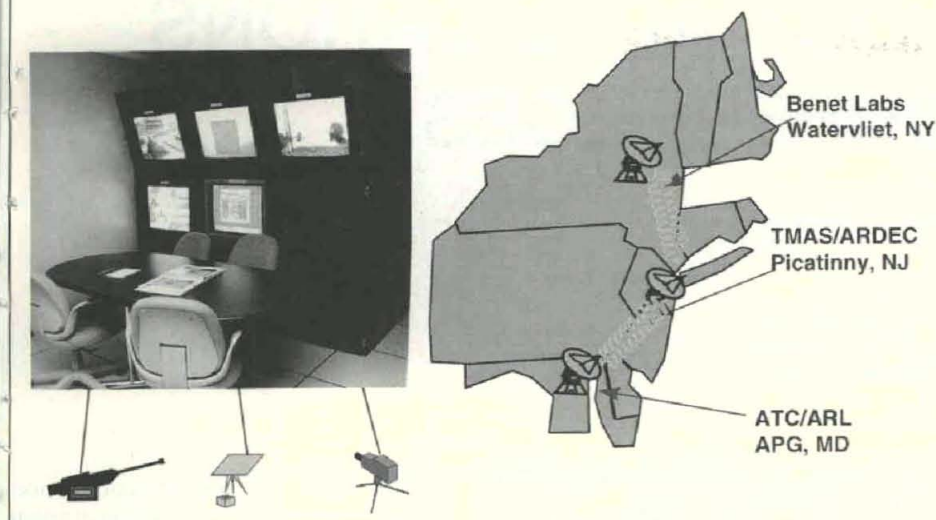 Benet Labs
Watervliet, NY
TMAS/ARDEC
Picatinny, NJ
ATC/ARL
APG, MD